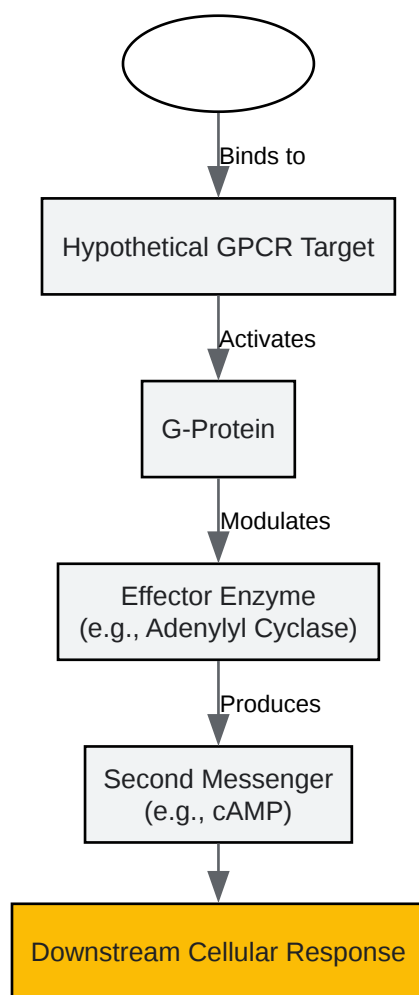 Binds to
Hypothetical GPCR Target
Activates
G-Protein
Modulates
Effector Enzyme
(e.g., Adenylyl Cyclase)
Produces
Second Messenger
(e.g., cAMP)
Downstream Cellular Response